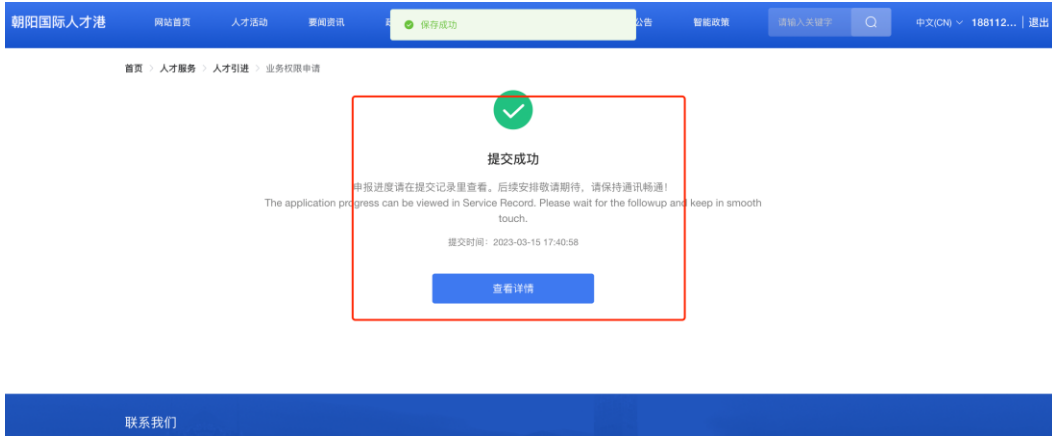 朝阳国际人才港 网站首页 人才活动 要闻资讯 保存成功 公告 智能政策 请输入关键字 中文(CN) 188112... | 退出
首页 > 人才服务 > 人才引进 > 业务权限申请
提交成功
申报进度请在提交记录里查看。后续安排敬请期待，请保持通讯畅通！
The application progress can be viewed in Service Record. Please wait for the followup and keep in smooth
touch.
提交时间：2023-03-15 17:40:58
查看详情
联系我们